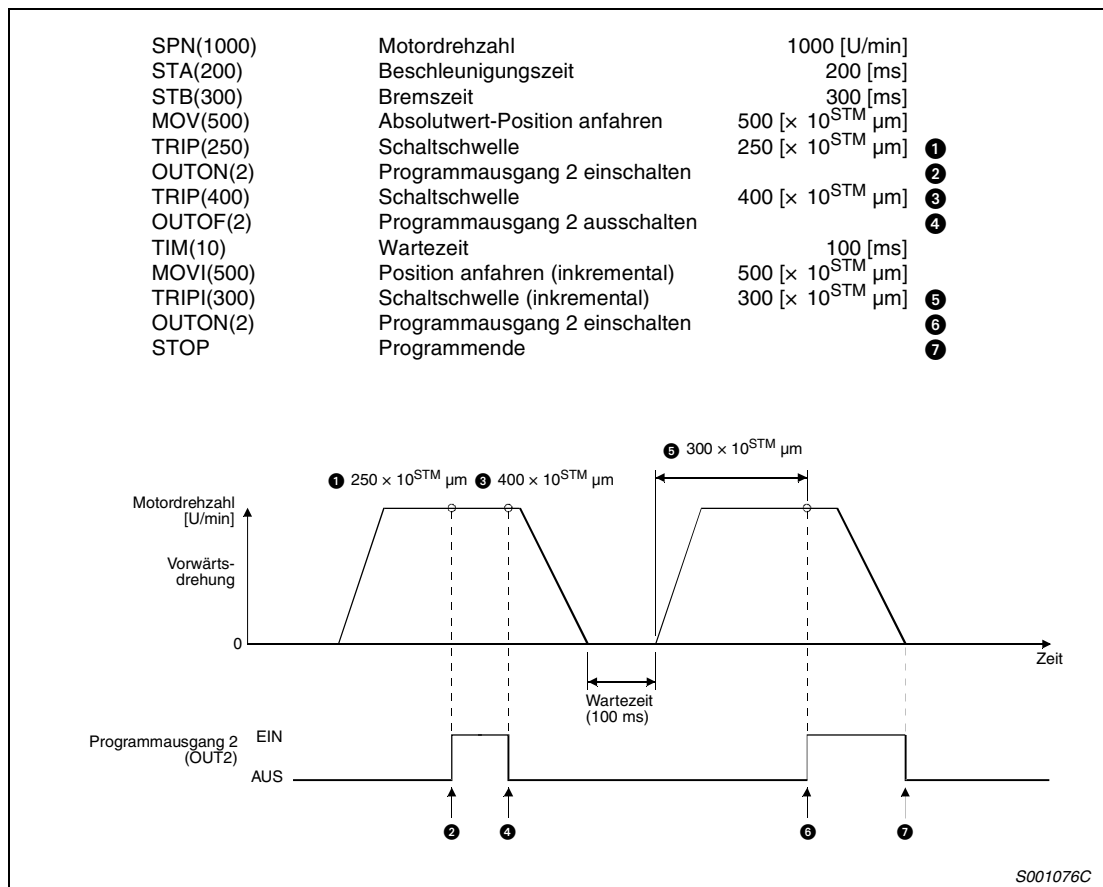 SPN(1000) Motordrehzahl 1000 [U/min]
STA(200) Beschleunigungszeit 200 [ms]
STB(300) Bremszeit 300 [ms]
MOV(500) Absolutwert-Position anfahren 500 [× 10^STM µm]
TRIP(250) Schaltschwelle 250 [× 10^STM µm] ❶
OUTON(2) Programmausgang 2 einschalten ❷
TRIP(400) Schaltschwelle 400 [× 10^STM µm] ❸
OUTOF(2) Programmausgang 2 ausschalten ❹
TIM(10) Wartezeit 100 [ms]
MOVI(500) Position anfahren (inkremental) 500 [× 10^STM µm]
TRIPI(300) Schaltschwelle (inkremental) 300 [× 10^STM µm] ❺
OUTON(2) Programmausgang 2 einschalten ❻
STOP Programmende ❼
❺ 300 × 10^STM µm
❶ 250 × 10^STM µm ❸ 400 × 10^STM µm
Motordrehzahl
[U/min]
Vorwärts-
drehung
0
Zeit
Wartezeit
(100 ms)
Programmausgang 2
(OUT2)
EIN
AUS
❷ ❹ ❻ ❼
S001076C